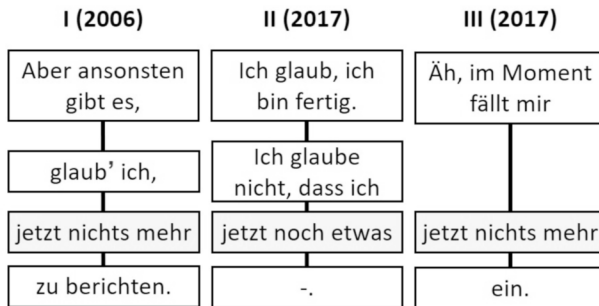 I (2006)
Aber ansonsten
gibt es,
glaub’ ich,
jetzt nichts mehr
zu berichten.
II (2017)
Ich glaub, ich
bin fertig.
Ich glaube
nicht, dass ich
jetzt noch etwas
-.
III (2017)
Äh, im Moment
fällt mir
jetzt nichts mehr
ein.